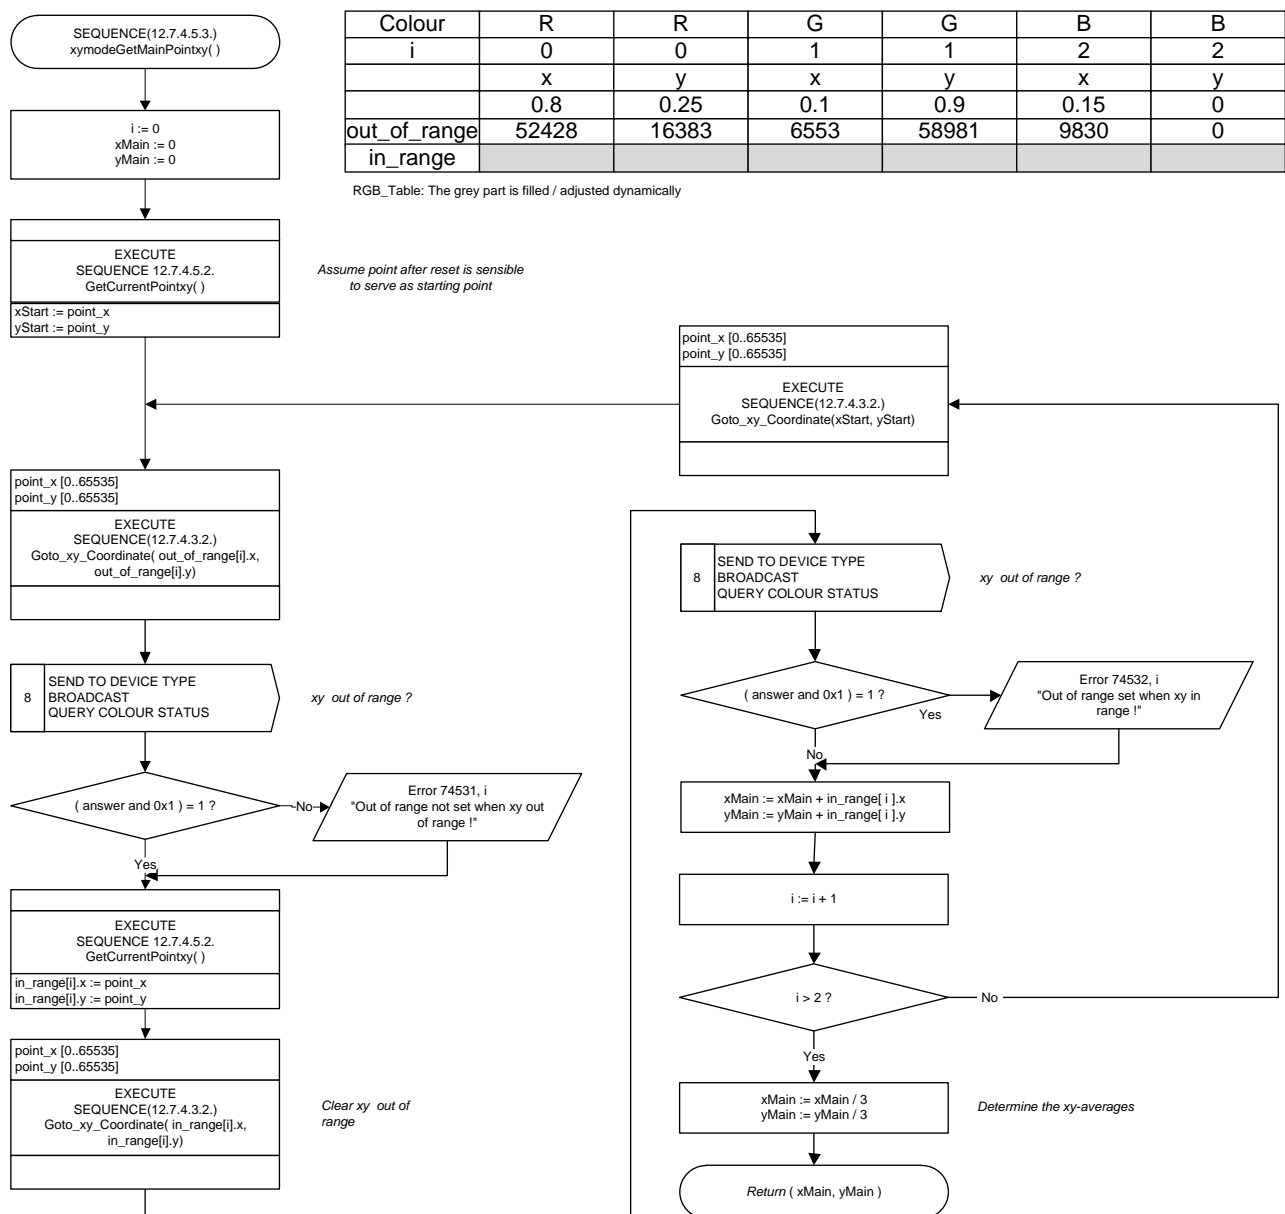 SEQUENCE(12.7.4.5.3.)
xymodeGetMainPointxy( )
Colour R R G G B B
i 0 0 1 1 2 2
x y x y x y
0.8 0.25 0.1 0.9 0.15 0
out_of_range 52428 16383 6553 58981 9830 0
in_range
RGB_Table: The grey part is filled / adjusted dynamically
i := 0
xMain := 0
yMain := 0
EXECUTE
SEQUENCE 12.7.4.5.2.
GetCurrentPointxy( )
xStart := point_x
yStart := point_y
Assume point after reset is sensible
to serve as starting point
point_x [0..65535]
point_y [0..65535]
EXECUTE
SEQUENCE(12.7.4.3.2.)
Goto_xy_Coordinate(xStart, yStart)
point_x [0..65535]
point_y [0..65535]
EXECUTE
SEQUENCE(12.7.4.3.2.)
Goto_xy_Coordinate( out_of_range[i].x,
out_of_range[i].y)
8
SEND TO DEVICE TYPE
BROADCAST
QUERY COLOUR STATUS
xy out of range ?
( answer and 0x1 ) = 1 ?
No
Error 74531, i
"Out of range not set when xy out
of range !"
Yes
EXECUTE
SEQUENCE 12.7.4.5.2.
GetCurrentPointxy( )
in_range[i].x := point_x
in_range[i].y := point_y
point_x [0..65535]
point_y [0..65535]
EXECUTE
SEQUENCE(12.7.4.3.2.)
Goto_xy_Coordinate( in_range[i].x,
in_range[i].y)
Clear xy out of
range
8
SEND TO DEVICE TYPE
BROADCAST
QUERY COLOUR STATUS
xy out of range ?
( answer and 0x1 ) = 1 ?
Yes
Error 74532, i
"Out of range set when xy in
range !"
No
xMain := xMain + in_range[ i ].x
yMain := yMain + in_range[ i ].y
i := i + 1
i > 2 ?
No
Yes
xMain := xMain / 3
yMain := yMain / 3
Determine the xy-averages
Return ( xMain, yMain )